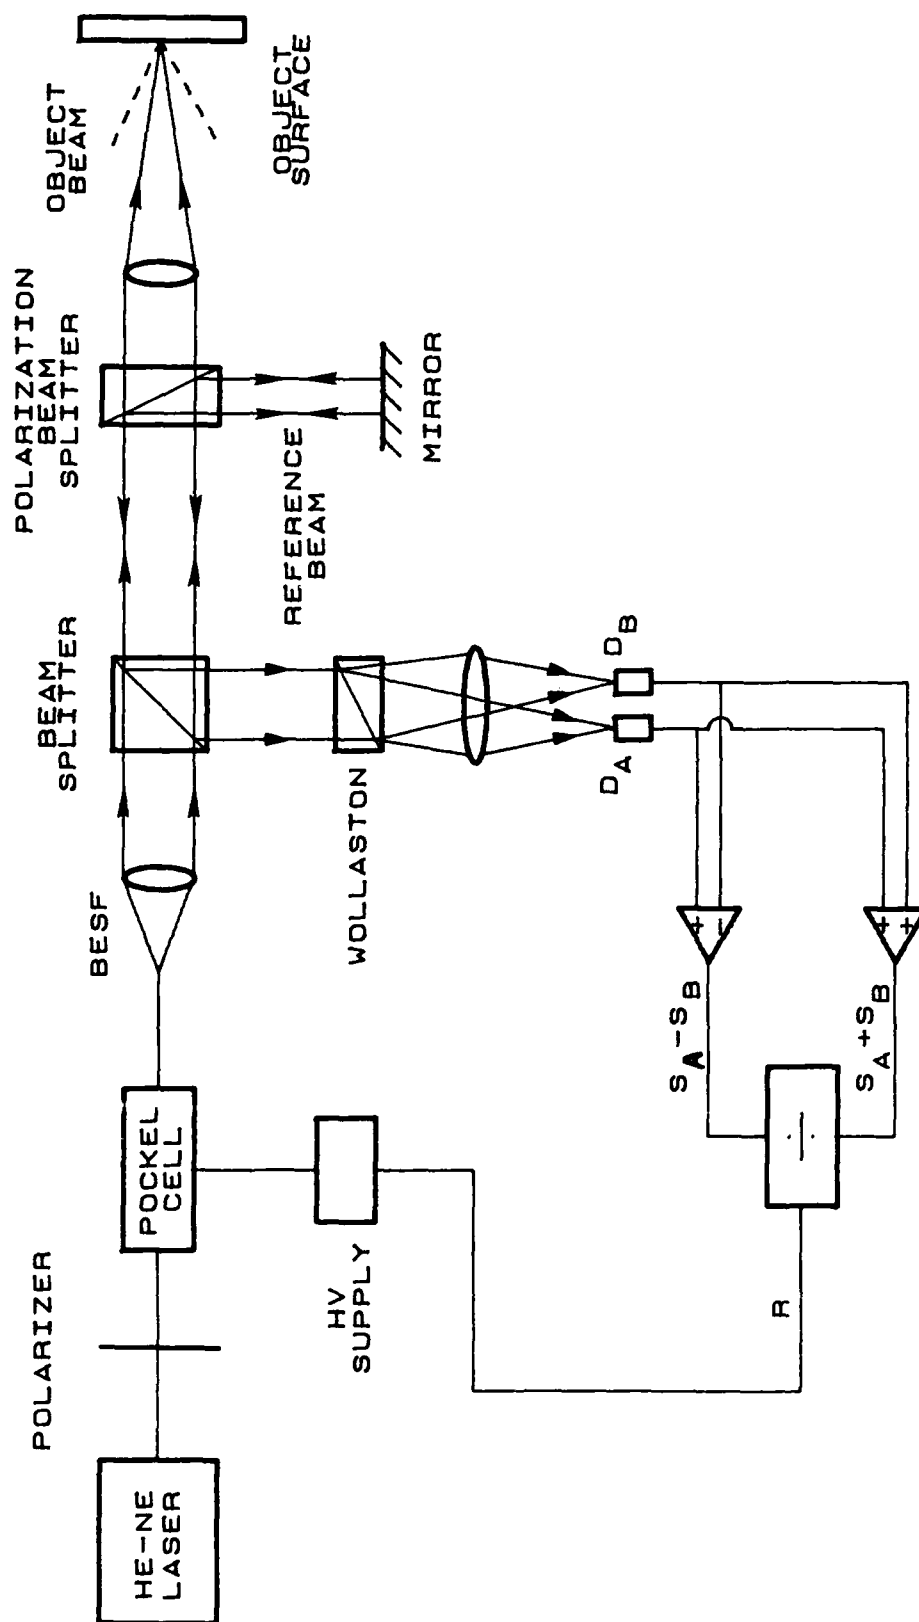 HE-NE
LASER
POLARIZER
POCKEL
CELL
HV
SUPPLY
BESF
BEAM
SPLITTER
WOLLASTON
POLARIZATION
BEAM
SPLITTER
REFERENCE
BEAM
MIRROR
OBJECT
BEAM
OBJECT
SURFACE
D_A
D_B
+
−
+
+
S_A−S_B
S_A+S_B
÷
R